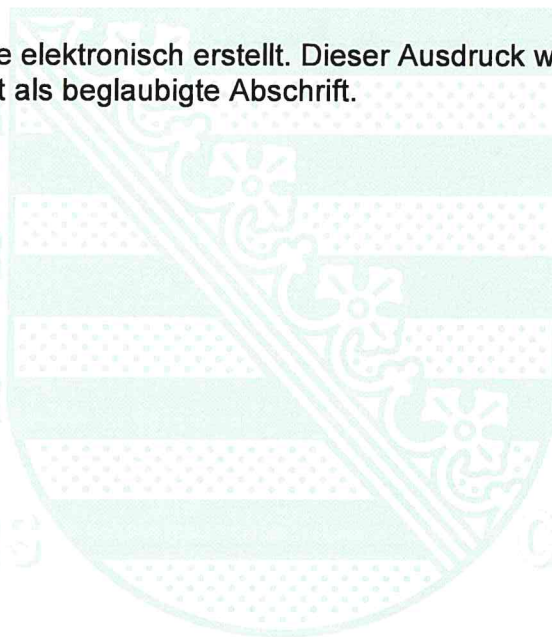 e elektronisch erstellt. Dieser Ausdruck w
t als beglaubigte Abschrift.